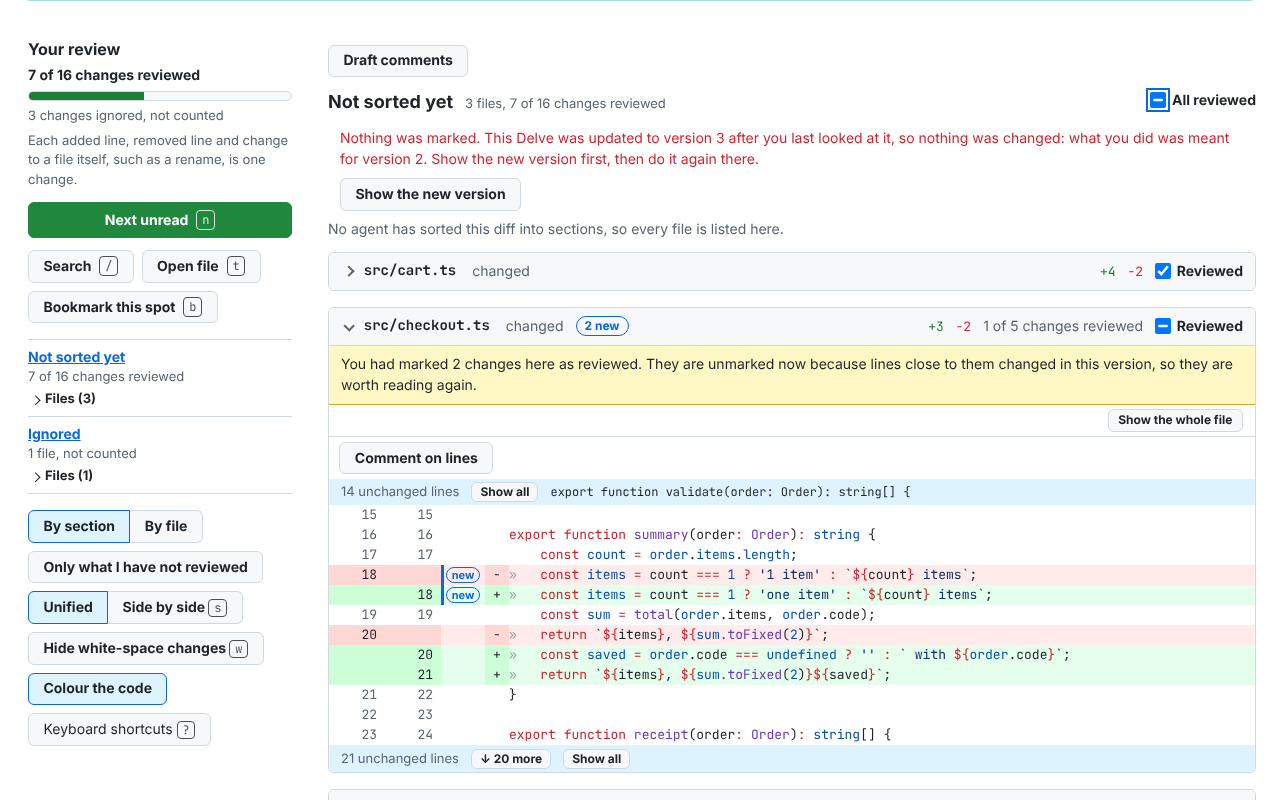 Your review
7 of 16 changes reviewed
3 changes ignored, not counted
Each added line, removed line and change
to a file itself, such as a rename, is one
change.
Next unread n
Search / Open file t
Bookmark this spot b
Not sorted yet
7 of 16 changes reviewed
Files (3)
Ignored
1 file, not counted
Files (1)
By section By file
Only what I have not reviewed
Unified Side by side s
Hide white-space changes w
Colour the code
Keyboard shortcuts ?
Draft comments
Not sorted yet 3 files, 7 of 16 changes reviewed All reviewed
Nothing was marked. This Delve was updated to version 3 after you last looked at it, so nothing was changed: what you did was meant
for version 2. Show the new version first, then do it again there.
Show the new version
No agent has sorted this diff into sections, so every file is listed here.
src/cart.ts changed +4 -2 Reviewed
src/checkout.ts changed 2 new +3 -2 1 of 5 changes reviewed Reviewed
You had marked 2 changes here as reviewed. They are unmarked now because lines close to them changed in this version, so they are
worth reading again.
Show the whole file
Comment on lines
14 unchanged lines Show all export function validate(order: Order): string[] {
15 15
16 16 export function summary(order: Order): string {
17 17 const count = order.items.length;
18 new - » const items = count === 1 ? '1 item' : `${count} items`;
18 new + » const items = count === 1 ? 'one item' : `${count} items`;
19 19 const sum = total(order.items, order.code);
20 - » return `${items}, ${sum.toFixed(2)}`;
20 + » const saved = order.code === undefined ? '' : ` with ${order.code}`;
21 + » return `${items}, ${sum.toFixed(2)}${saved}`;
21 22 }
22 23
23 24 export function receipt(order: Order): string[] {
21 unchanged lines ↓ 20 more Show all